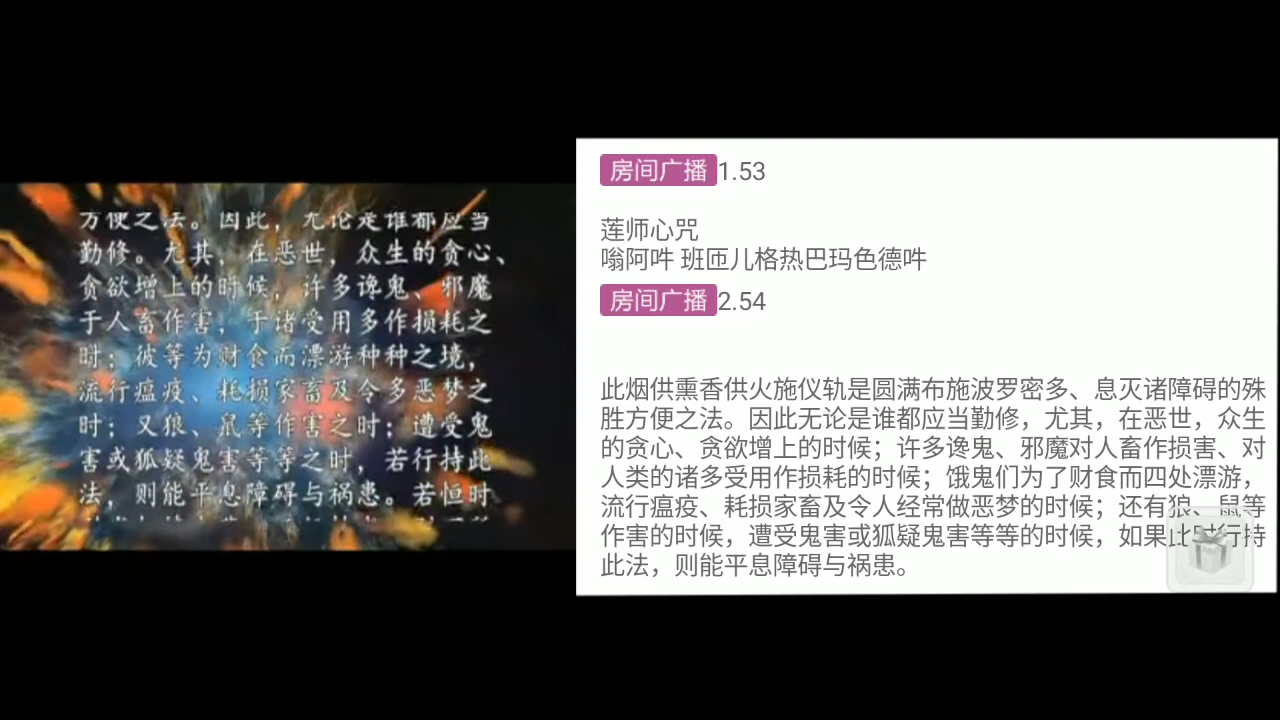 方便之法。因此，无论是谁都应当
勤修。尤其，在恶世，众生的贪心、
贪欲增上的时候，许多谗鬼、邪魔
于人畜作害，于诸受用多作损耗之
时；彼等为财食而漂游种种之境，
流行瘟疫、耗损家畜及令多恶梦之
时；又狼、鼠等作害之时；遭受鬼
害或狐疑鬼害等等之时，若行持此
法，则能平息障碍与祸患。若恒时
房间广播1.53
莲师心咒
嗡阿吽 班匝儿格热巴玛色德吽
房间广播2.54
此烟供熏香供火施仪轨是圆满布施波罗密多、息灭诸障碍的殊
胜方便之法。因此无论是谁都应当勤修，尤其，在恶世，众生
的贪心、贪欲增上的时候；许多谗鬼、邪魔对人畜作损害、对
人类的诸多受用作损耗的时候；饿鬼们为了财食而四处漂游，
流行瘟疫、耗损家畜及令人经常做恶梦的时候；还有狼、鼠等
作害的时候，遭受鬼害或狐疑鬼害等等的时候，如果此时行持
此法，则能平息障碍与祸患。